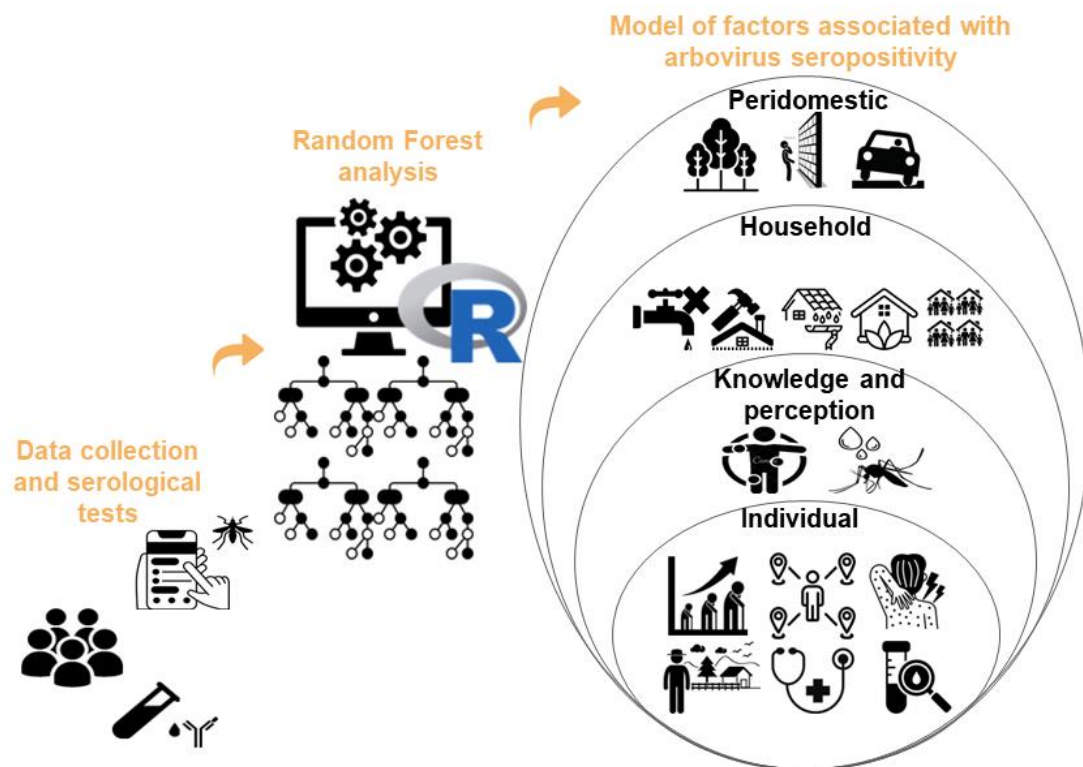 Model of factors associated with
arbovirus seropositivity
Peridomestic
Random Forest
analysis
R
Household
Knowledge and
perception
Data collection
and serological
tests
Individual